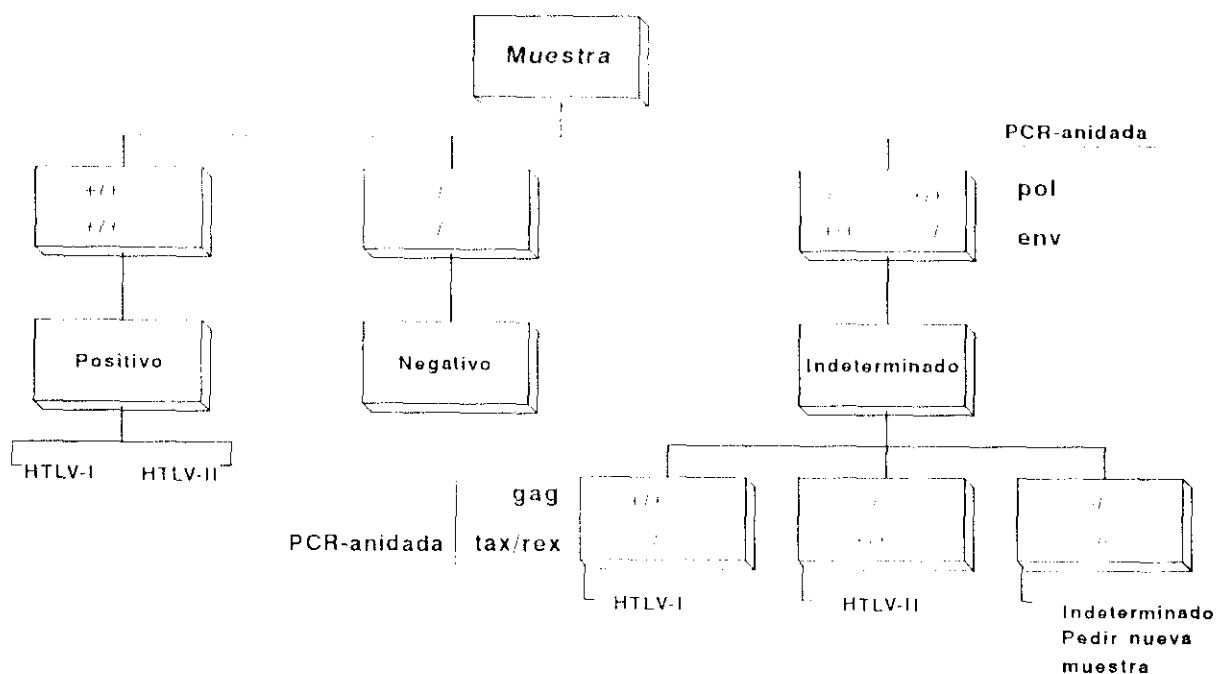 Muestra
PCR-anidada
+/+
/
/
+/+
pol
+/+
/
+/+
/
env
Positivo
Negativo
Indeterminado
HTLV-I
HTLV-II
gag
+/+
/
/
PCR-anidada
tax/rex
/
+/+
/
HTLV-I
HTLV-II
Indeterminado
Pedir nueva
muestra